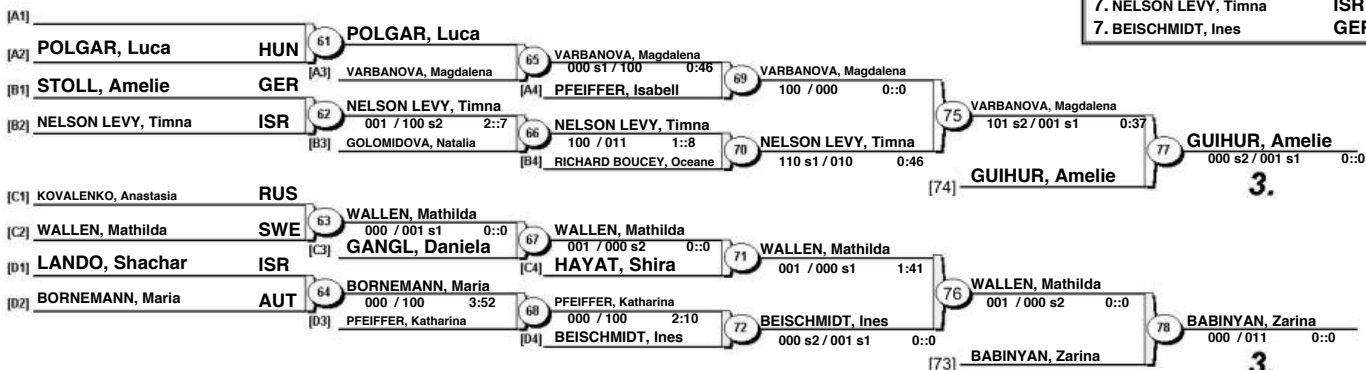 7. NELSON LEVY, Timna ISR
7. BEISCHMIDT, Ines GER
[A1]
[A2] POLGAR, Luca HUN
61 POLGAR, Luca
[A3] VARBANOVA, Magdalena
65 VARBANOVA, Magdalena
000 s1 / 100 0:46
[A4] PFEIFFER, Isabell
69 VARBANOVA, Magdalena
100 / 000 0::0
[B1] STOLL, Amelie GER
[B2] NELSON LEVY, Timna ISR
62 NELSON LEVY, Timna
001 / 100 s2 2::7
[B3] GOLOMIDOVA, Natalia
66 NELSON LEVY, Timna
100 / 011 1::8
[B4] RICHARD BOUCEY, Oceane
70 NELSON LEVY, Timna
110 s1 / 010 0:46
75 VARBANOVA, Magdalena
101 s2 / 001 s1 0:37
[74] GUIHUR, Amelie
77 GUIHUR, Amelie
000 s2 / 001 s1 0::0
3.
[C1] KOVALENKO, Anastasia RUS
[C2] WALLEN, Mathilda SWE
63 WALLEN, Mathilda
000 / 001 s1 0::0
[C3] GANGL, Daniela
67 WALLEN, Mathilda
001 / 000 s2 0::0
[C4] HAYAT, Shira
71 WALLEN, Mathilda
001 / 000 s1 1:41
[D1] LANDO, Shachar ISR
[D2] BORNEMANN, Maria AUT
64 BORNEMANN, Maria
000 / 100 3:52
[D3] PFEIFFER, Katharina
68 PFEIFFER, Katharina
000 / 100 2:10
[D4] BEISCHMIDT, Ines
72 BEISCHMIDT, Ines
000 s2 / 001 s1 0::0
76 WALLEN, Mathilda
001 / 000 s2 0::0
[73] BABINYAN, Zarina
78 BABINYAN, Zarina
000 / 011 0::0
3.